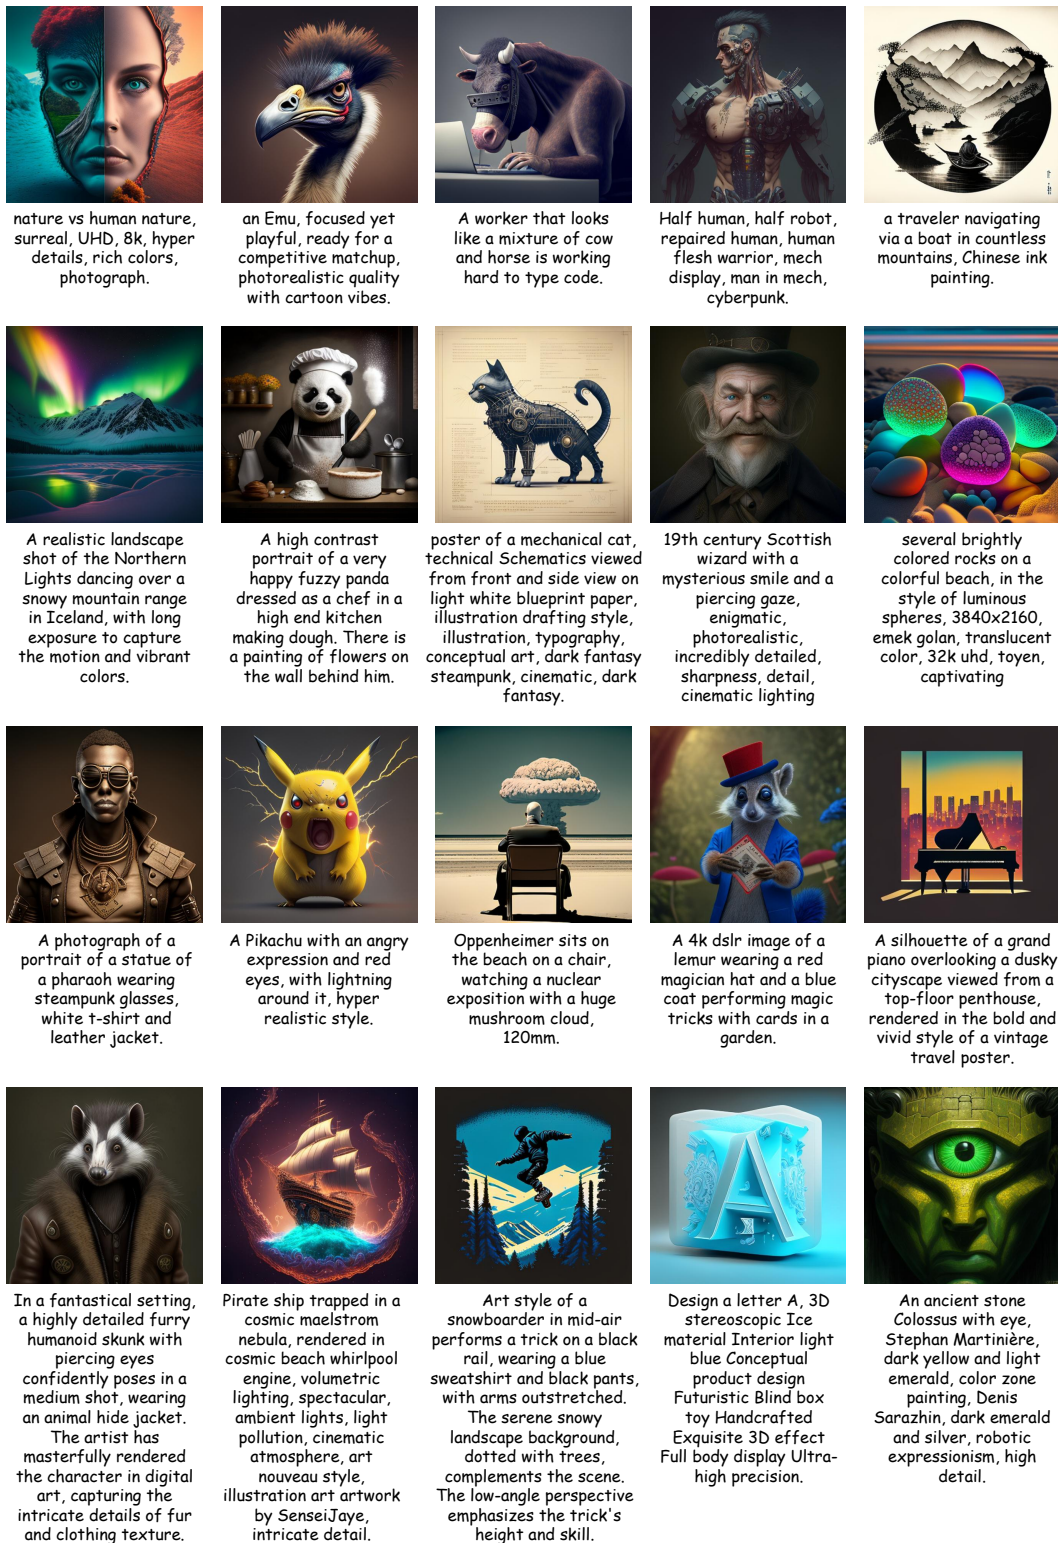 nature vs human nature,
surreal, UHD, 8k, hyper
details, rich colors,
photograph.
an Emu, focused yet
playful, ready for a
competitive matchup,
photorealistic quality
with cartoon vibes.
A worker that looks
like a mixture of cow
and horse is working
hard to type code.
Half human, half robot,
repaired human, human
flesh warrior, mech
display, man in mech,
cyberpunk.
a traveler navigating
via a boat in countless
mountains, Chinese ink
painting.
A realistic landscape
shot of the Northern
Lights dancing over a
snowy mountain range
in Iceland, with long
exposure to capture
the motion and vibrant
colors.
A high contrast
portrait of a very
happy fuzzy panda
dressed as a chef in a
high end kitchen
making dough. There is
a painting of flowers on
the wall behind him.
poster of a mechanical cat,
technical Schematics viewed
from front and side view on
light white blueprint paper,
illustration drafting style,
illustration, typography,
conceptual art, dark fantasy
steampunk, cinematic, dark
fantasy.
19th century Scottish
wizard with a
mysterious smile and a
piercing gaze,
enigmatic,
photorealistic,
incredibly detailed,
sharpness, detail,
cinematic lighting
several brightly
colored rocks on a
colorful beach, in the
style of luminous
spheres, 3840x2160,
emek golan, translucent
color, 32k uhd, toyen,
captivating
A photograph of a
portrait of a statue of
a pharaoh wearing
steampunk glasses,
white t-shirt and
leather jacket.
A Pikachu with an angry
expression and red
eyes, with lightning
around it, hyper
realistic style.
Oppenheimer sits on
the beach on a chair,
watching a nuclear
exposition with a huge
mushroom cloud,
120mm.
A 4k dslr image of a
lemur wearing a red
magician hat and a blue
coat performing magic
tricks with cards in a
garden.
A silhouette of a grand
piano overlooking a dusky
cityscape viewed from a
top-floor penthouse,
rendered in the bold and
vivid style of a vintage
travel poster.
In a fantastical setting,
a highly detailed furry
humanoid skunk with
piercing eyes
confidently poses in a
medium shot, wearing
an animal hide jacket.
The artist has
masterfully rendered
the character in digital
art, capturing the
intricate details of fur
and clothing texture.
Pirate ship trapped in a
cosmic maelstrom
nebula, rendered in
cosmic beach whirlpool
engine, volumetric
lighting, spectacular,
ambient lights, light
pollution, cinematic
atmosphere, art
nouveau style,
illustration art artwork
by SenseiJaye,
intricate detail.
Art style of a
snowboarder in mid-air
performs a trick on a black
rail, wearing a blue
sweatshirt and black pants,
with arms outstretched.
The serene snowy
landscape background,
dotted with trees,
complements the scene.
The low-angle perspective
emphasizes the trick's
height and skill.
A
Design a letter A, 3D
stereoscopic Ice
material Interior light
blue Conceptual
product design
Futuristic Blind box
toy Handcrafted
Exquisite 3D effect
Full body display Ultra-
high precision.
An ancient stone
Colossus with eye,
Stephan Martinière,
dark yellow and light
emerald, color zone
painting, Denis
Sarazhin, dark emerald
and silver, robotic
expressionism, high
detail.